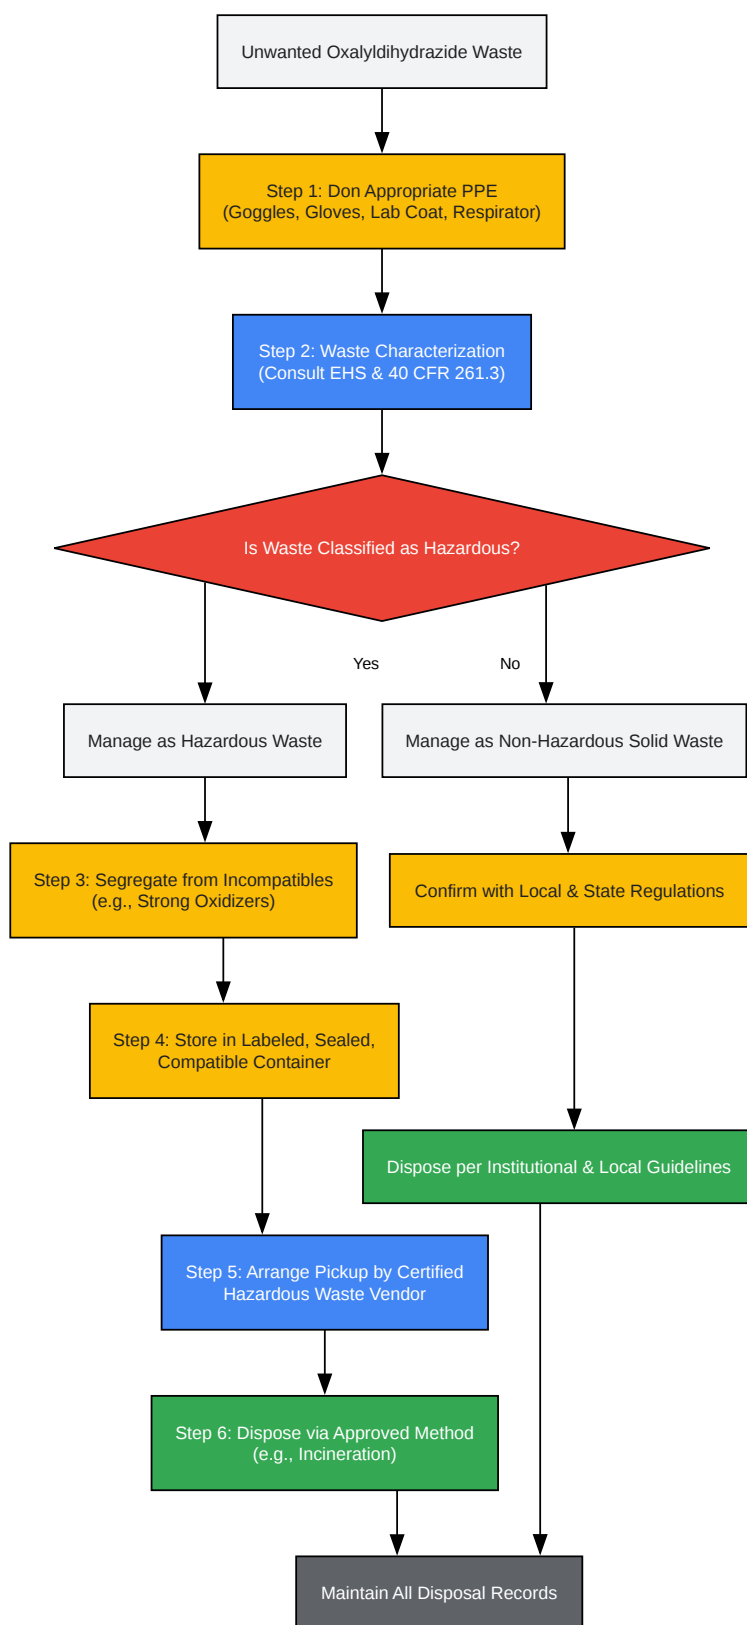 Unwanted Oxalyldihydrazide Waste
Step 1: Don Appropriate PPE
(Goggles, Gloves, Lab Coat, Respirator)
Step 2: Waste Characterization
(Consult EHS & 40 CFR 261.3)
Is Waste Classified as Hazardous?
Yes
No
Manage as Hazardous Waste
Manage as Non-Hazardous Solid Waste
Step 3: Segregate from Incompatibles
(e.g., Strong Oxidizers)
Confirm with Local & State Regulations
Step 4: Store in Labeled, Sealed,
Compatible Container
Dispose per Institutional & Local Guidelines
Step 5: Arrange Pickup by Certified
Hazardous Waste Vendor
Step 6: Dispose via Approved Method
(e.g., Incineration)
Maintain All Disposal Records